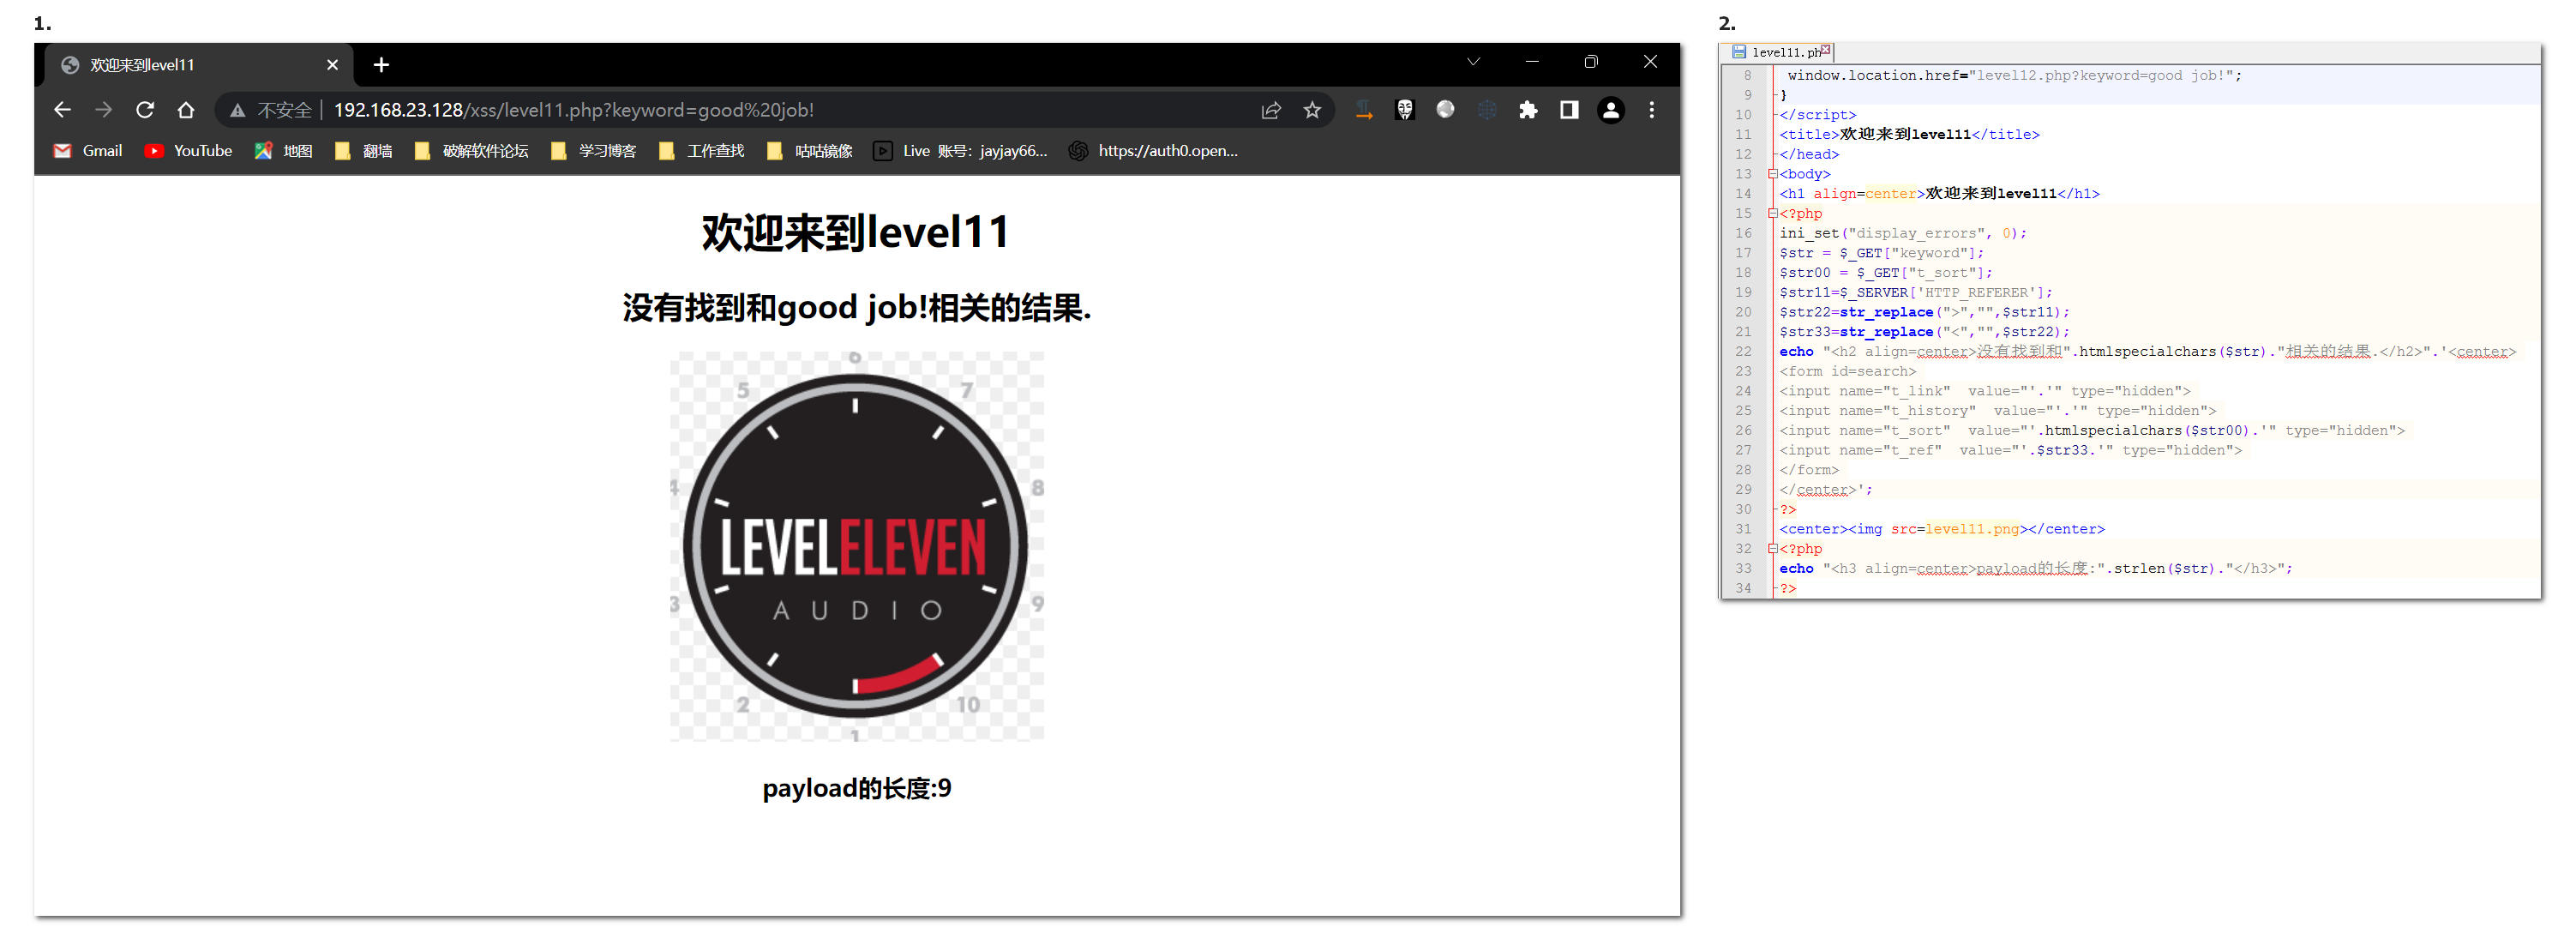 1.
欢迎来到level11
不安全 192.168.23.128/xss/level11.php?keyword=good%20job!
Gmail YouTube 地图 翻墙 破解软件论坛 学习博客 工作查找 咕咕镜像 Live 账号：jayjay66... https://auth0.open...
欢迎来到level11
没有找到和good job!相关的结果.
6
5 7
4 8
LEVELELEVEN
3 AUDIO 9
2 10
1
payload的长度:9
2.
level11.ph
8 window.location.href="level12.php?keyword=good job!";
9 }
10 </script>
11 <title>欢迎来到level11</title>
12 </head>
13 <body>
14 <h1 align=center>欢迎来到level11</h1>
15 <?php
16 ini_set("display_errors", 0);
17 $str = $_GET["keyword"];
18 $str00 = $_GET["t_sort"];
19 $str11=$_SERVER['HTTP_REFERER'];
20 $str22=str_replace(">","",$str11);
21 $str33=str_replace("<","",$str22);
22 echo "<h2 align=center>没有找到和".htmlspecialchars($str)."相关的结果.</h2>".'<center>
23 <form id=search>
24 <input name="t_link"  value="'.'" type="hidden">
25 <input name="t_history"  value="'.'" type="hidden">
26 <input name="t_sort"  value="'.htmlspecialchars($str00).'" type="hidden">
27 <input name="t_ref"  value="'.$str33.'" type="hidden">
28 </form>
29 </center>';
30 ?>
31 <center><img src=level11.png></center>
32 <?php
33 echo "<h3 align=center>payload的长度:".strlen($str)."</h3>";
34 ?>